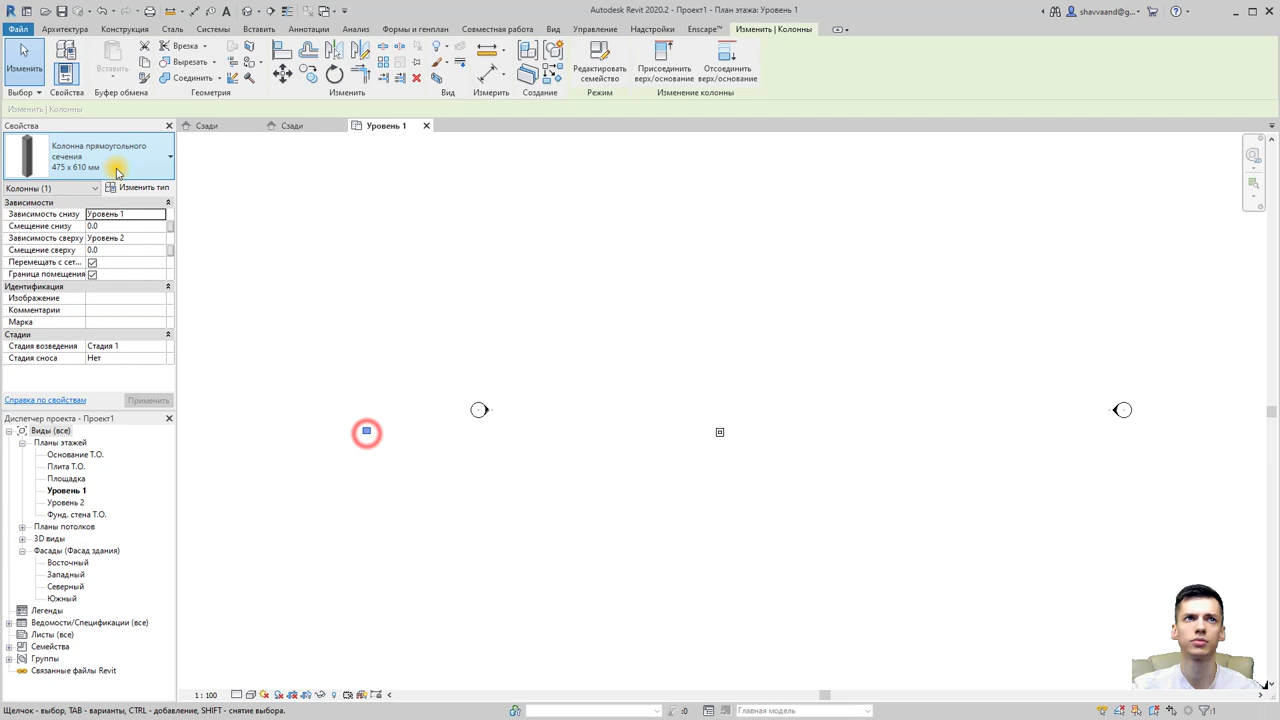 Autodesk Revit 2020.2 - Проект1 - План этажа: Уровень 1
shavvaand@g...
Файл Архитектура Конструкция Сталь Системы Вставить Аннотации Анализ Формы и генплан Совместная работа Вид Управление Надстройки Enscape™ Изменить | Колонны
Изменить
Вставить
Врезка
Вырезать
Соединить
Редактировать семейство
Присоединить верх/основание
Отсоединить верх/основание
Выбор Свойства Буфер обмена Геометрия Изменить Вид Измерить Создание Режим Изменение колонны
Изменить | Колонны
Свойства
Сзади
Сзади
Уровень 1
Колонна прямоугольного
сечения
475 x 610 мм
Колонны (1)
Изменить тип
Зависимости
Зависимость снизу Уровень 1
Смещение снизу 0.0
Зависимость сверху Уровень 2
Смещение сверху 0.0
Перемещать с сет...
Граница помещения
Идентификация
Изображение
Комментарии
Марка
Стадии
Стадия возведения Стадия 1
Стадия сноса Нет
Справка по свойствам
Применить
Диспетчер проекта - Проект1
Виды (все)
Планы этажей
Основание Т.О.
Плита Т.О.
Площадка
Уровень 1
Уровень 2
Фунд. стена Т.О.
Планы потолков
3D виды
Фасады (Фасад здания)
Восточный
Западный
Северный
Южный
Легенды
Ведомости/Спецификации (все)
Листы (все)
Семейства
Группы
Связанные файлы Revit
1 : 100
Щелчок - выбор, TAB - варианты, CTRL - добавление, SHIFT - снятие выбора.
:0
Главная модель
:1